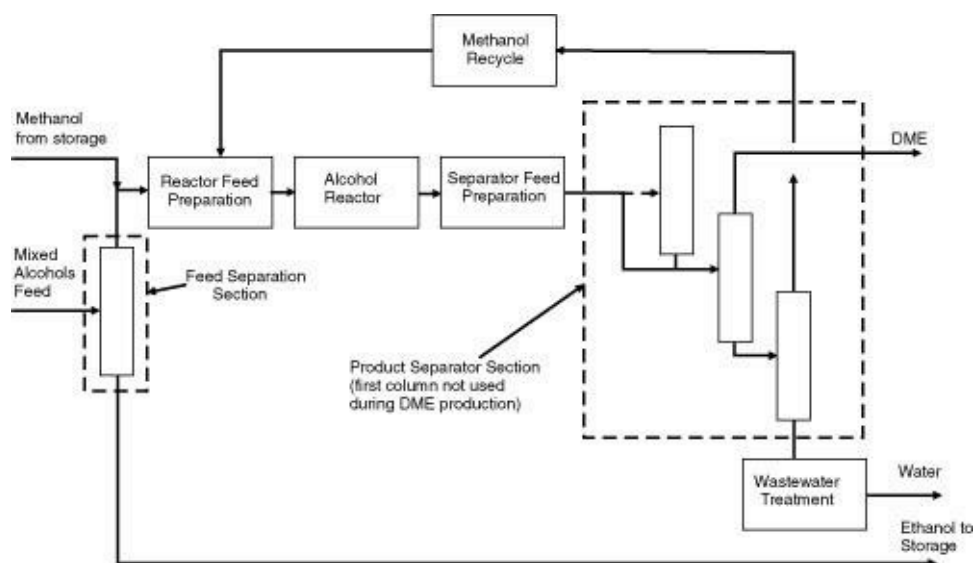 Methanol
Recycle
Methanol
from storage
DME
Reactor Feed
Preparation
Alcohol
Reactor
Separator Feed
Preparation
Mixed
Alcohols
Feed
Feed Separation
Section
Product Separator Section
(first column not used
during DME production)
Wastewater
Treatment
Water
Ethanol to
Storage